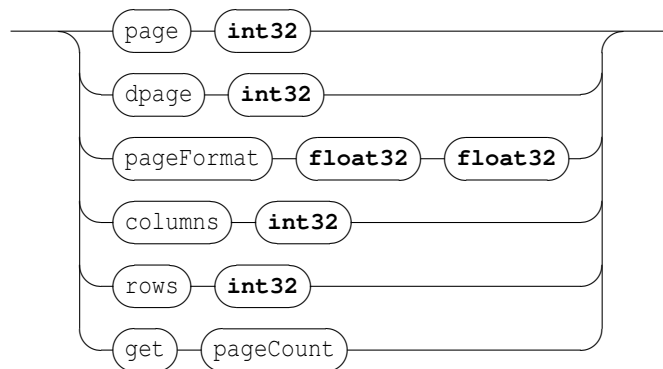 page int32
dpage int32
pageFormat float32 float32
columns int32
rows int32
get pageCount